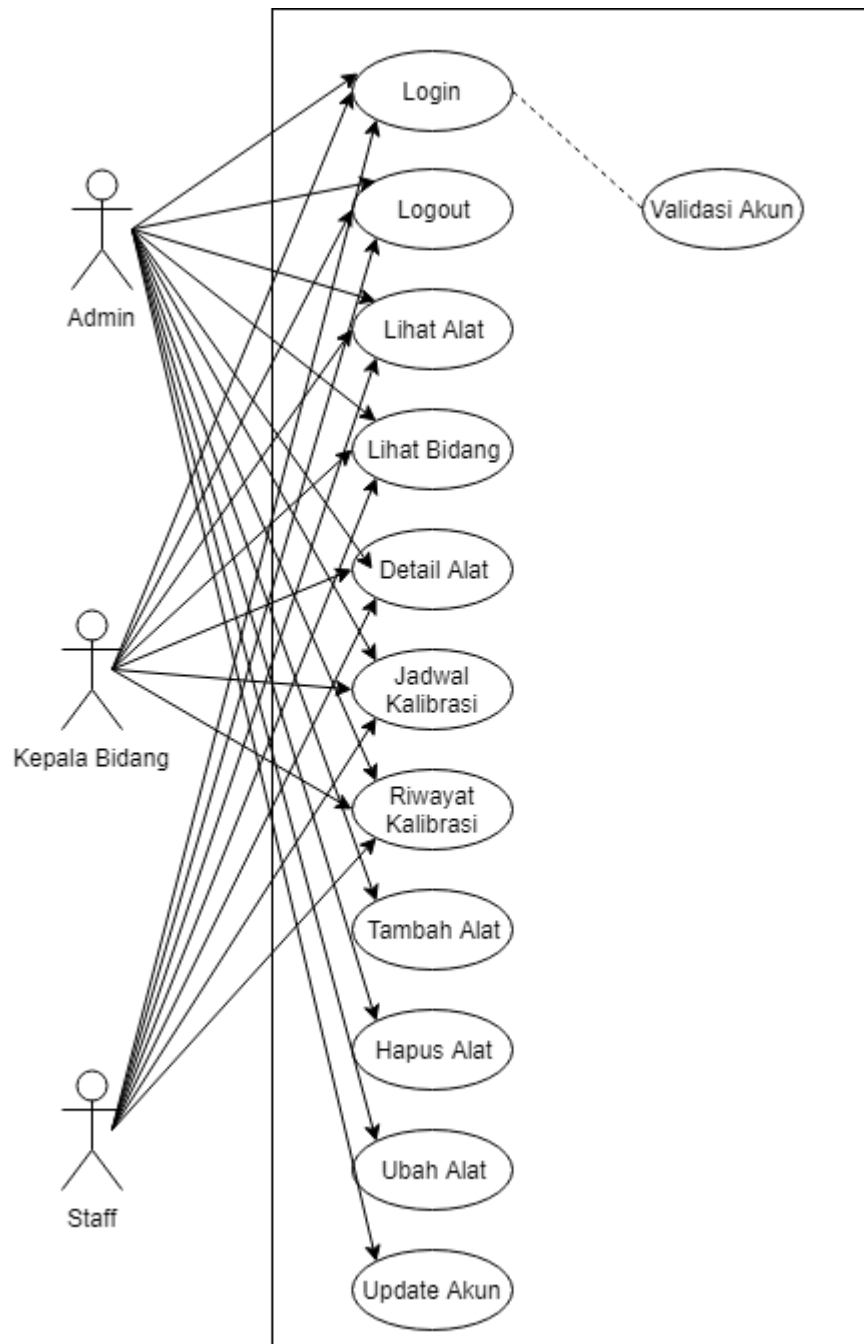 Login
Logout
Validasi Akun
Admin
Lihat Alat
Lihat Bidang
Detail Alat
Jadwal
Kalibrasi
Kepala Bidang
Riwayat
Kalibrasi
Tambah Alat
Hapus Alat
Ubah Alat
Staff
Update Akun